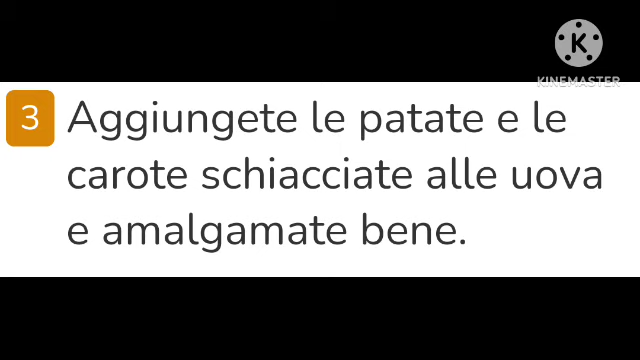 KINEMASTER
3 Aggiungete le patate e le
carote schiacciate alle uova
e amalgamate bene.